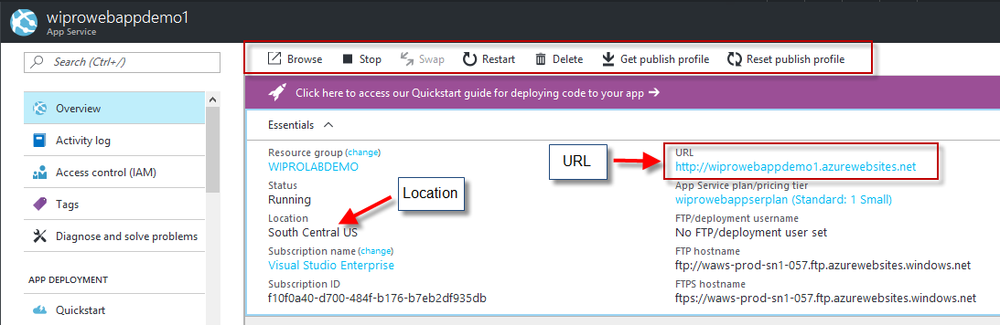 wiprowebappdemo1
App Service
Search (Ctrl+/)
Browse Stop Swap Restart Delete Get publish profile Reset publish profile
Click here to access our Quickstart guide for deploying code to your app →
Overview
Activity log
Access control (IAM)
Tags
Diagnose and solve problems
APP DEPLOYMENT
Quickstart
Essentials
Resource group (change)
WIPROLABDEMO
Status
Running
Location
Location
South Central US
Subscription name (change)
Visual Studio Enterprise
Subscription ID
f10f0a40-d700-484f-b176-b7eb2df935db
URL
URL
http://wiprowebappdemo1.azurewebsites.net
App Service plan/pricing tier
wiprowebappserplan (Standard: 1 Small)
FTP/deployment username
No FTP/deployment user set
FTP hostname
ftp://waws-prod-sn1-057.ftp.azurewebsites.windows.net
FTPS hostname
ftps://waws-prod-sn1-057.ftp.azurewebsites.windows.net